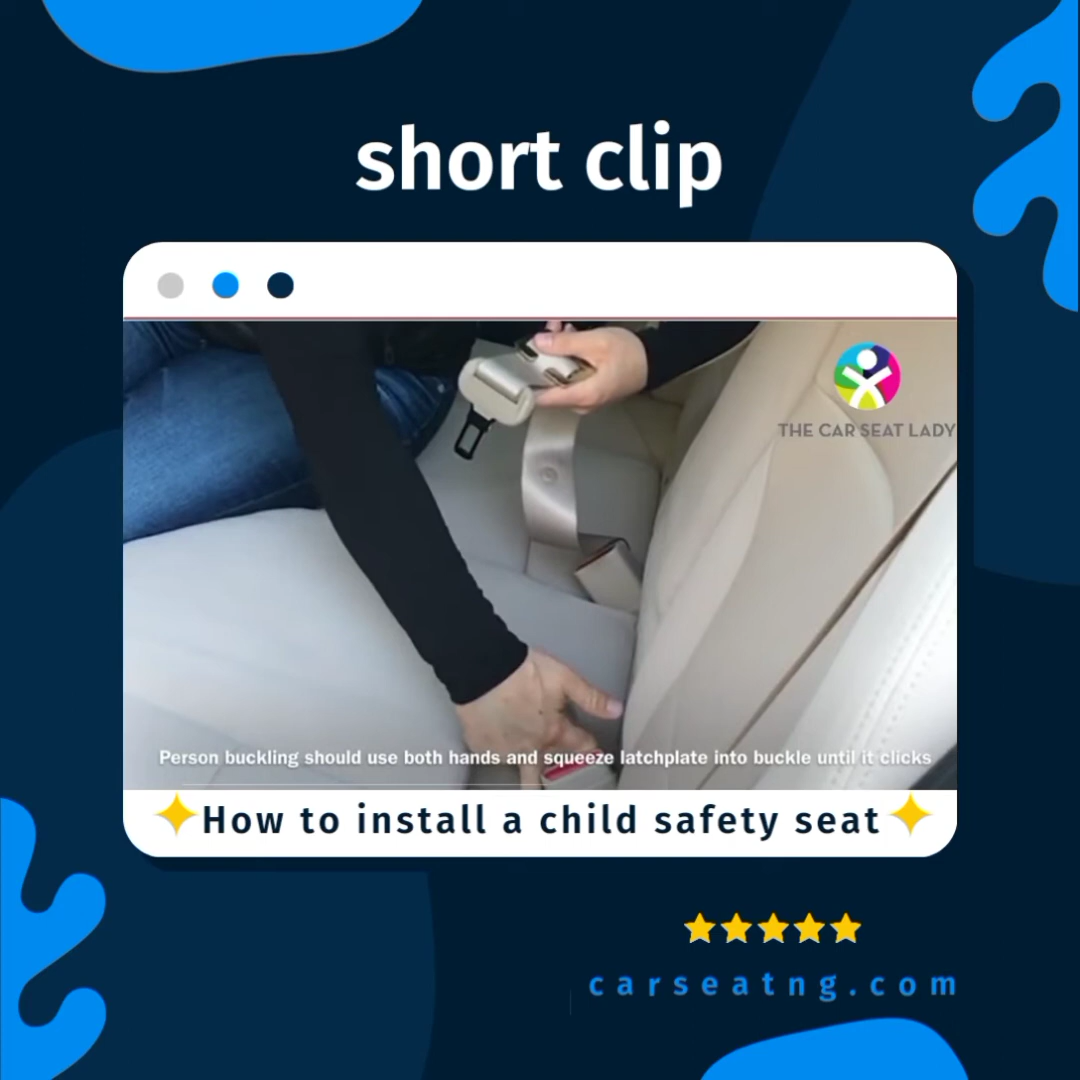 short clip
THE CAR SEAT LADY
Person buckling should use both hands and squeeze latchplate into buckle until it clicks
How to install a child safety seat
carseatng.com